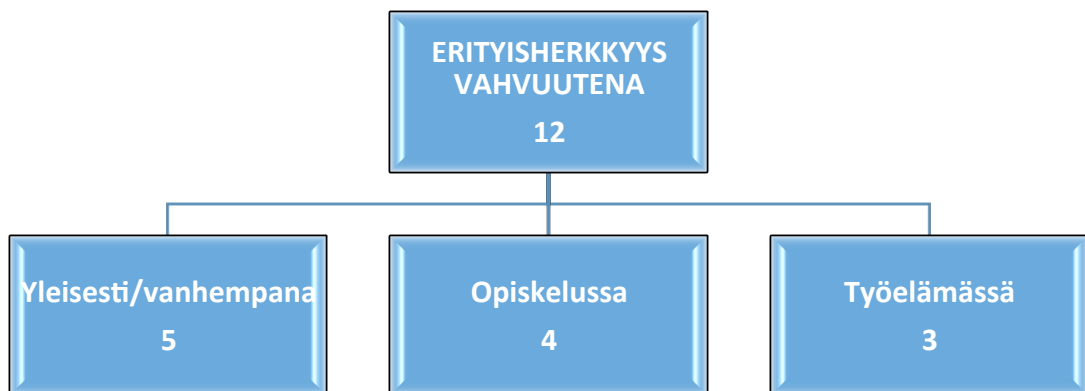 ERITYISHERKKYYS
VAHVUUTENA
12
Yleisesti/vanhempana
5
Opiskelussa
4
Työelämässä
3